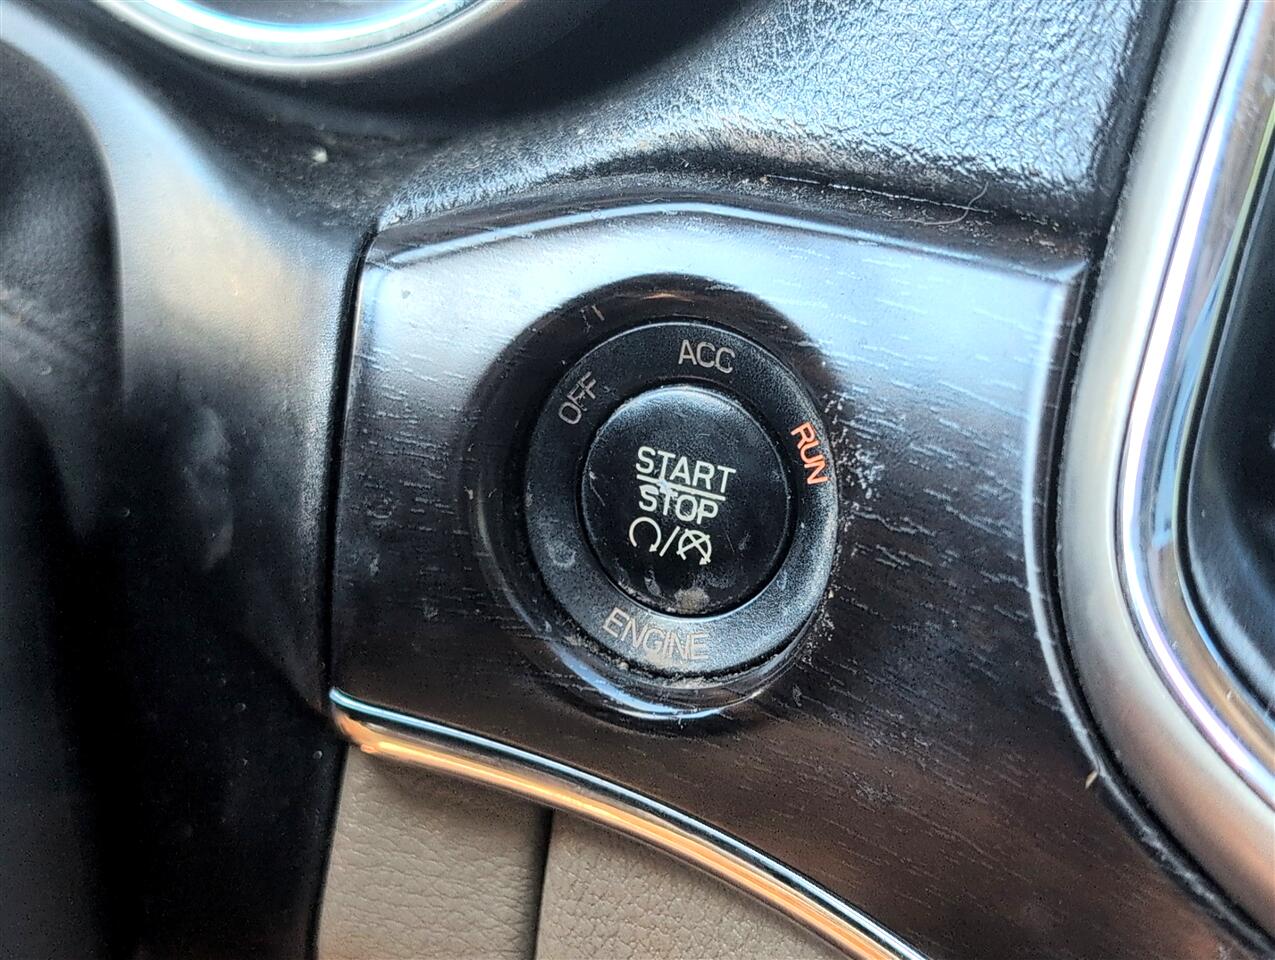 ACC
OFF
RUN
START
STOP
ENGINE